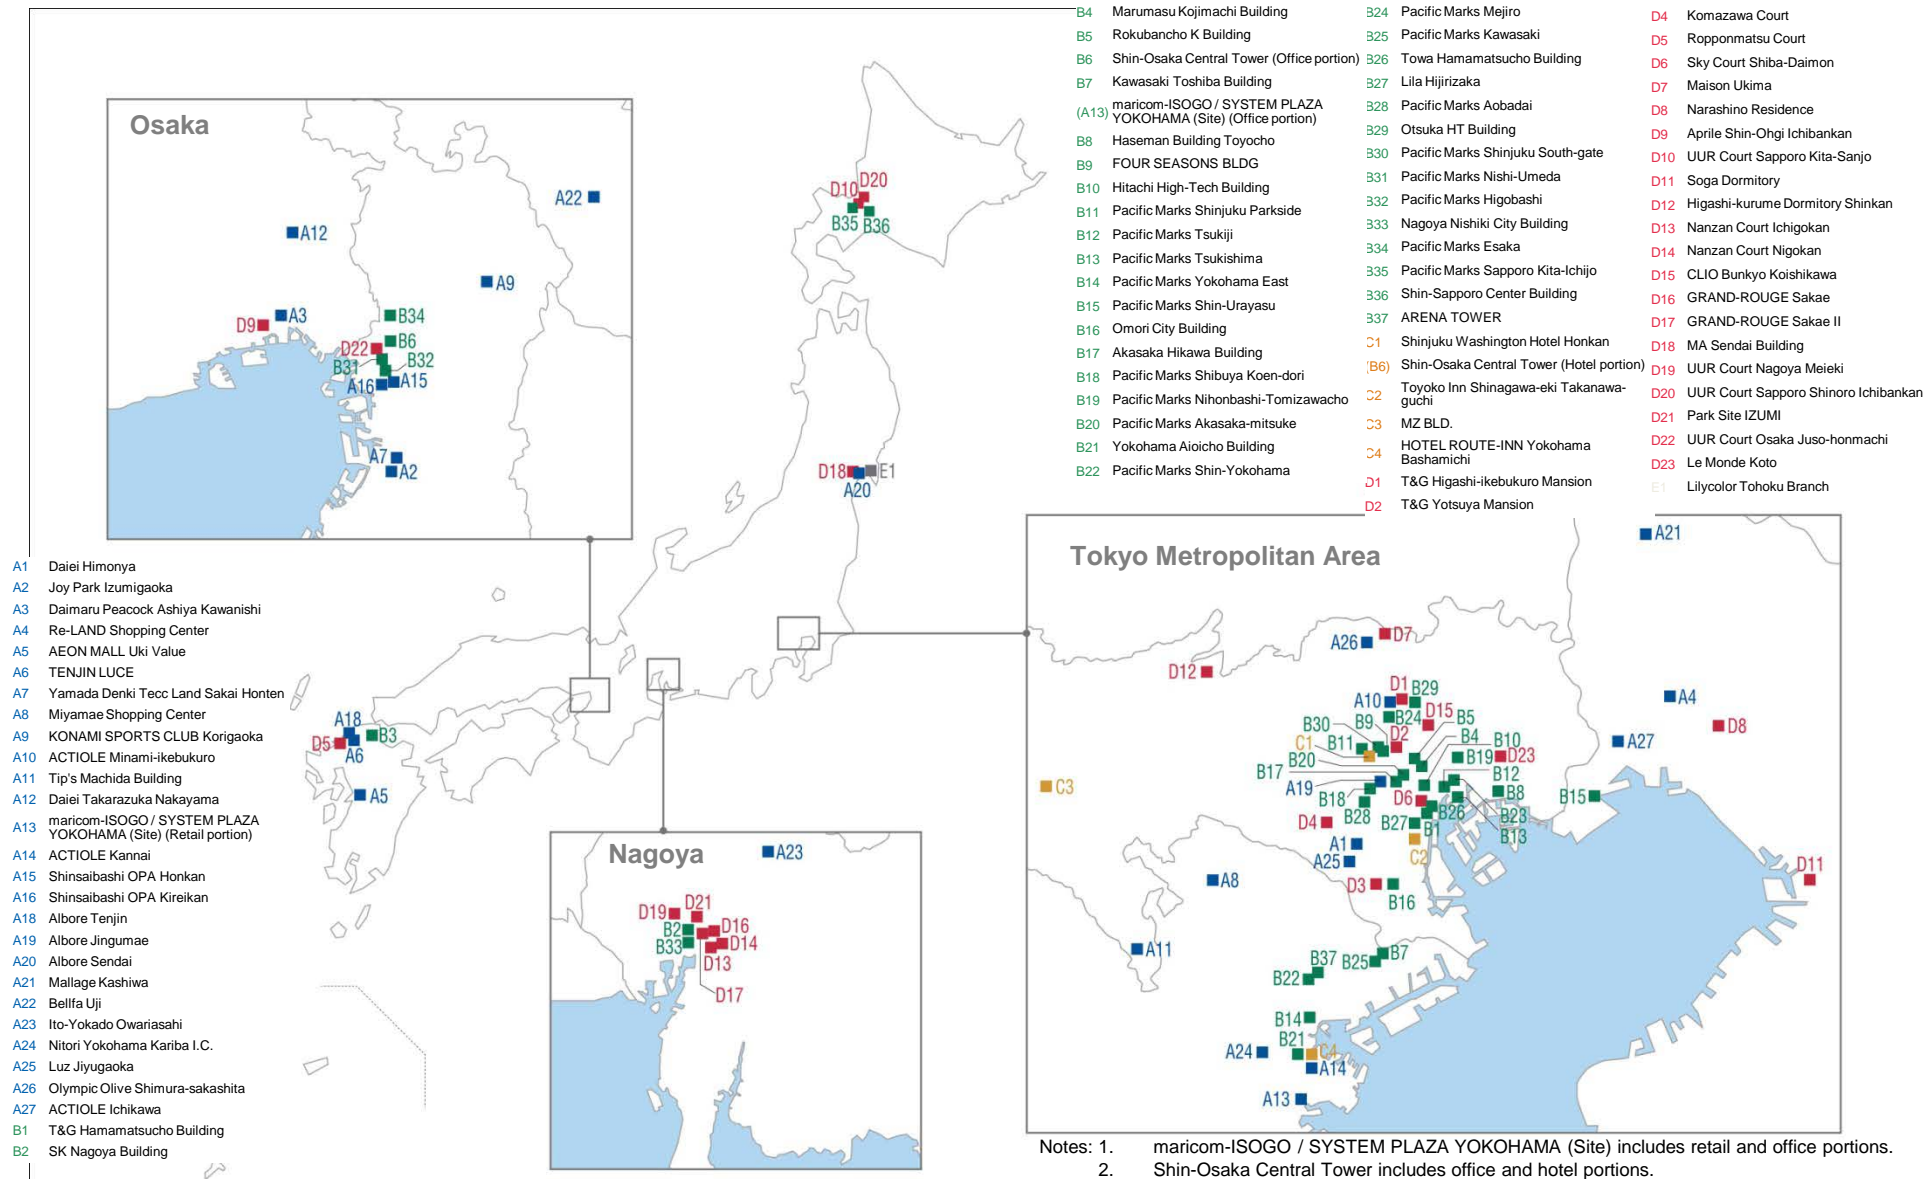 B4 Marumasu Kojimachi Building
B5 Rokubancho K Building
B6 Shin-Osaka Central Tower (Office portion)
B7 Kawasaki Toshiba Building
(A13) maricom-ISOGO / SYSTEM PLAZA
YOKOHAMA (Site) (Office portion)
B8 Haseman Building Toyocho
B9 FOUR SEASONS BLDG
B10 Hitachi High-Tech Building
B11 Pacific Marks Shinjuku Parkside
B12 Pacific Marks Tsukiji
B13 Pacific Marks Tsukishima
B14 Pacific Marks Yokohama East
B15 Pacific Marks Shin-Urayasu
B16 Omori City Building
B17 Akasaka Hikawa Building
B18 Pacific Marks Shibuya Koen-dori
B19 Pacific Marks Nihonbashi-Tomizawacho
B20 Pacific Marks Akasaka-mitsuke
B21 Yokohama Aioicho Building
B22 Pacific Marks Shin-Yokohama
B24 Pacific Marks Mejiro
B25 Pacific Marks Kawasaki
B26 Towa Hamamatsucho Building
B27 Lila Hijirizaka
B28 Pacific Marks Aobadai
B29 Otsuka HT Building
B30 Pacific Marks Shinjuku South-gate
B31 Pacific Marks Nishi-Umeda
B32 Pacific Marks Higobashi
B33 Nagoya Nishiki City Building
B34 Pacific Marks Esaka
B35 Pacific Marks Sapporo Kita-Ichijo
B36 Shin-Sapporo Center Building
B37 ARENA TOWER
C1 Shinjuku Washington Hotel Honkan
(B6) Shin-Osaka Central Tower (Hotel portion)
C2 Toyoko Inn Shinagawa-eki Takanawa-
guchi
C3 MZ BLD.
C4 HOTEL ROUTE-INN Yokohama
Bashamichi
D1 T&G Higashi-ikebukuro Mansion
D2 T&G Yotsuya Mansion
D4 Komazawa Court
D5 Ropponmatsu Court
D6 Sky Court Shiba-Daimon
D7 Maison Ukima
D8 Narashino Residence
D9 Aprile Shin-Ohgi Ichibankan
D10 UUR Court Sapporo Kita-Sanjo
D11 Soga Dormitory
D12 Higashi-kurume Dormitory Shinkan
D13 Nanzan Court Ichigokan
D14 Nanzan Court Nigokan
D15 CLIO Bunkyo Koishikawa
D16 GRAND-ROUGE Sakae
D17 GRAND-ROUGE Sakae II
D18 MA Sendai Building
D19 UUR Court Nagoya Meieki
D20 UUR Court Sapporo Shinoro Ichibankan
D21 Park Site IZUMI
D22 UUR Court Osaka Juso-honmachi
D23 Le Monde Koto
E1 Lilycolor Tohoku Branch
Osaka
A22
A12
A9
A3
D9
B34
B6
D22
B32
B31
A16
A15
A7
A2
D20
D10
B35
B36
D18
E1
A20
A1 Daiei Himonya
A2 Joy Park Izumigaoka
A3 Daimaru Peacock Ashiya Kawanishi
A4 Re-LAND Shopping Center
A5 AEON MALL Uki Value
A6 TENJIN LUCE
A7 Yamada Denki Tecc Land Sakai Honten
A8 Miyamae Shopping Center
A9 KONAMI SPORTS CLUB Korigaoka
A10 ACTIOLE Minami-ikebukuro
A11 Tip's Machida Building
A12 Daiei Takarazuka Nakayama
A13 maricom-ISOGO / SYSTEM PLAZA
YOKOHAMA (Site) (Retail portion)
A14 ACTIOLE Kannai
A15 Shinsaibashi OPA Honkan
A16 Shinsaibashi OPA Kireikan
A18 Albore Tenjin
A19 Albore Jingumae
A20 Albore Sendai
A21 Mallage Kashiwa
A22 Bellfa Uji
A23 Ito-Yokado Owariasahi
A24 Nitori Yokohama Kariba I.C.
A25 Luz Jiyugaoka
A26 Olympic Olive Shimura-sakashita
A27 ACTIOLE Ichikawa
B1 T&G Hamamatsucho Building
B2 SK Nagoya Building
A18
B3
D5
A6
A5
Nagoya
A23
D19
D21
D16
B2
B33
D14
D13
D17
Tokyo Metropolitan Area
A21
D7
A26
D12
D1
B29
A10
A4
B24
D15
D8
B30
B9
B5
D2
B4
C1
B11
B10
A27
B20
B19
D23
B17
B12
A19
B8
C3
B18
D6
B15
B28
B26
B23
D4
B27
B1
B13
A1
C2
A25
D11
A8
D3
B16
A11
B7
B37
B25
B22
B14
B21
A24
C4
A14
A13
Notes: 1. maricom-ISOGO / SYSTEM PLAZA YOKOHAMA (Site) includes retail and office portions.
2. Shin-Osaka Central Tower includes office and hotel portions.